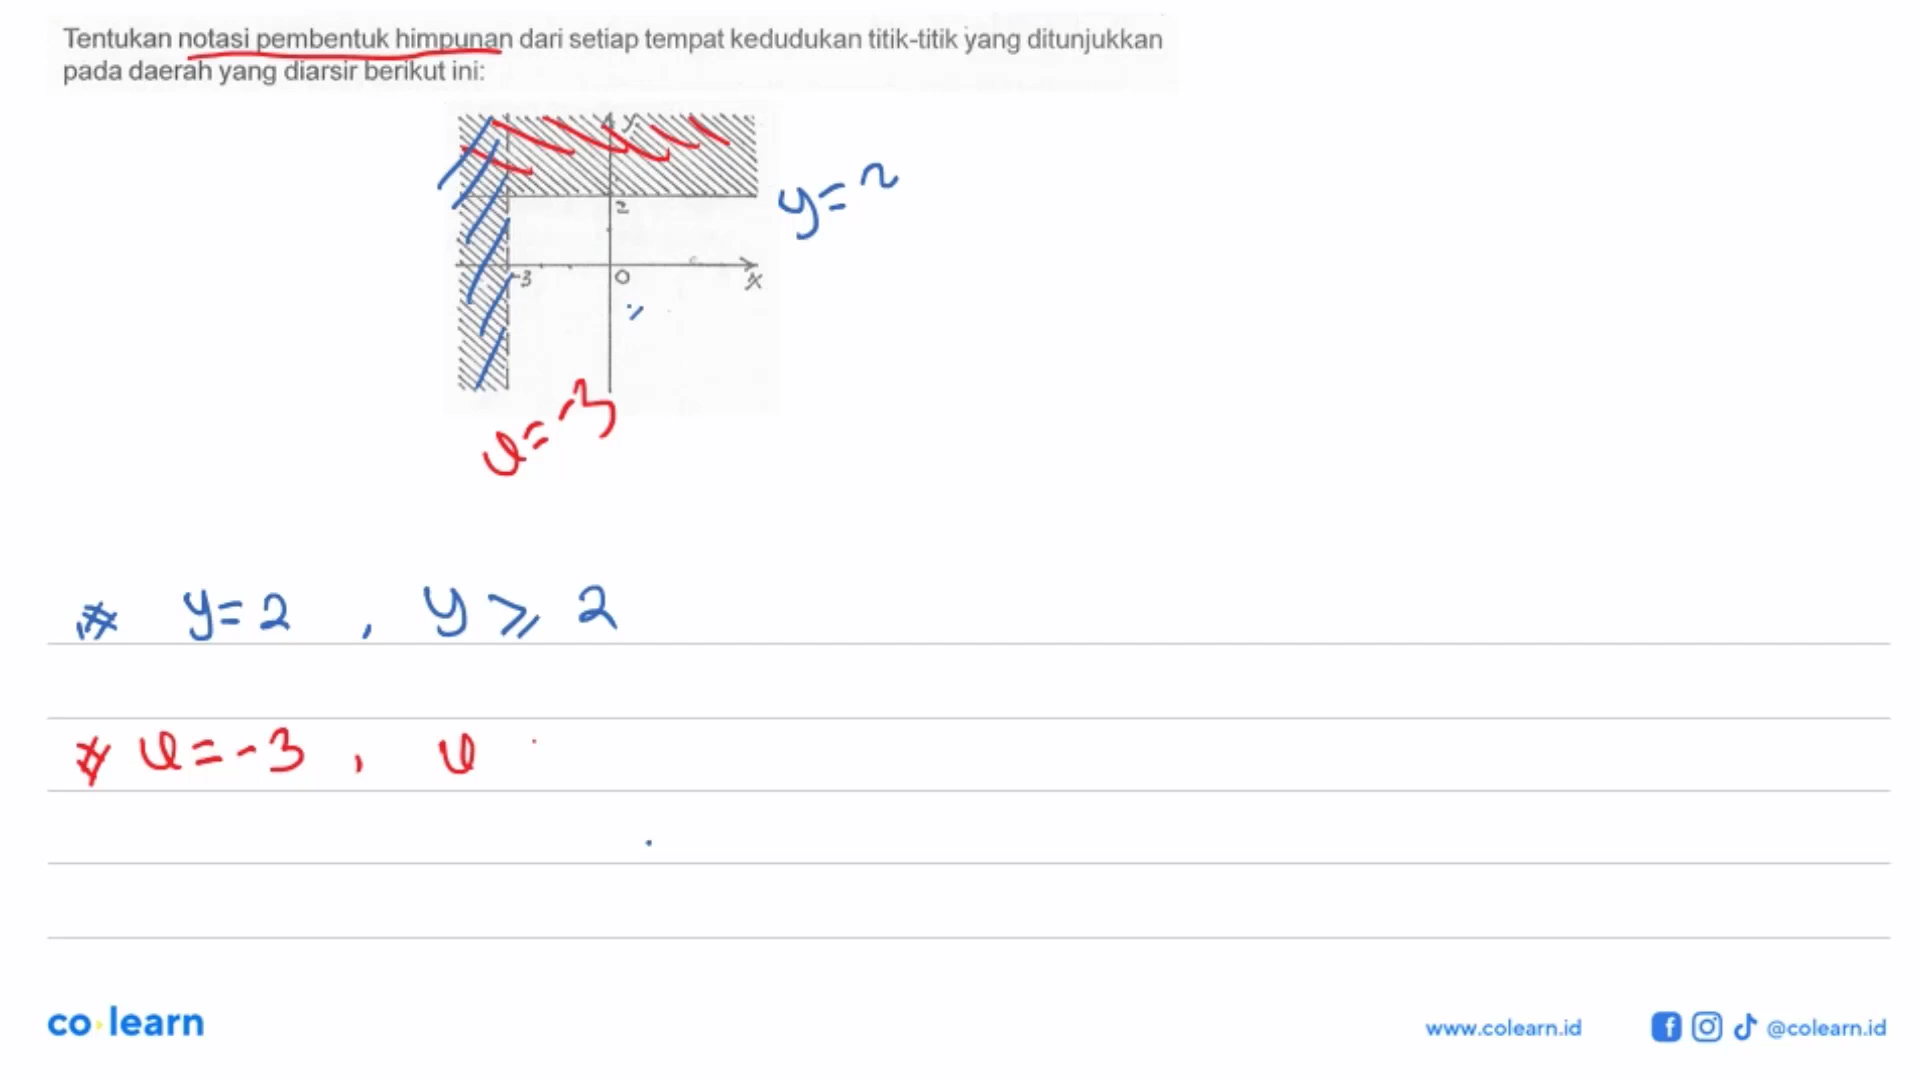 Tentukan notasi pembentuk himpunan dari setiap tempat kedudukan titik-titik yang ditunjukkan
pada daerah yang diarsir berikut ini:
y
2
y = 2
-3 0 x
x = -3
* y = 2 , y ⩾ 2
* x = -3 , x
co learn
www.colearn.id @colearn.id